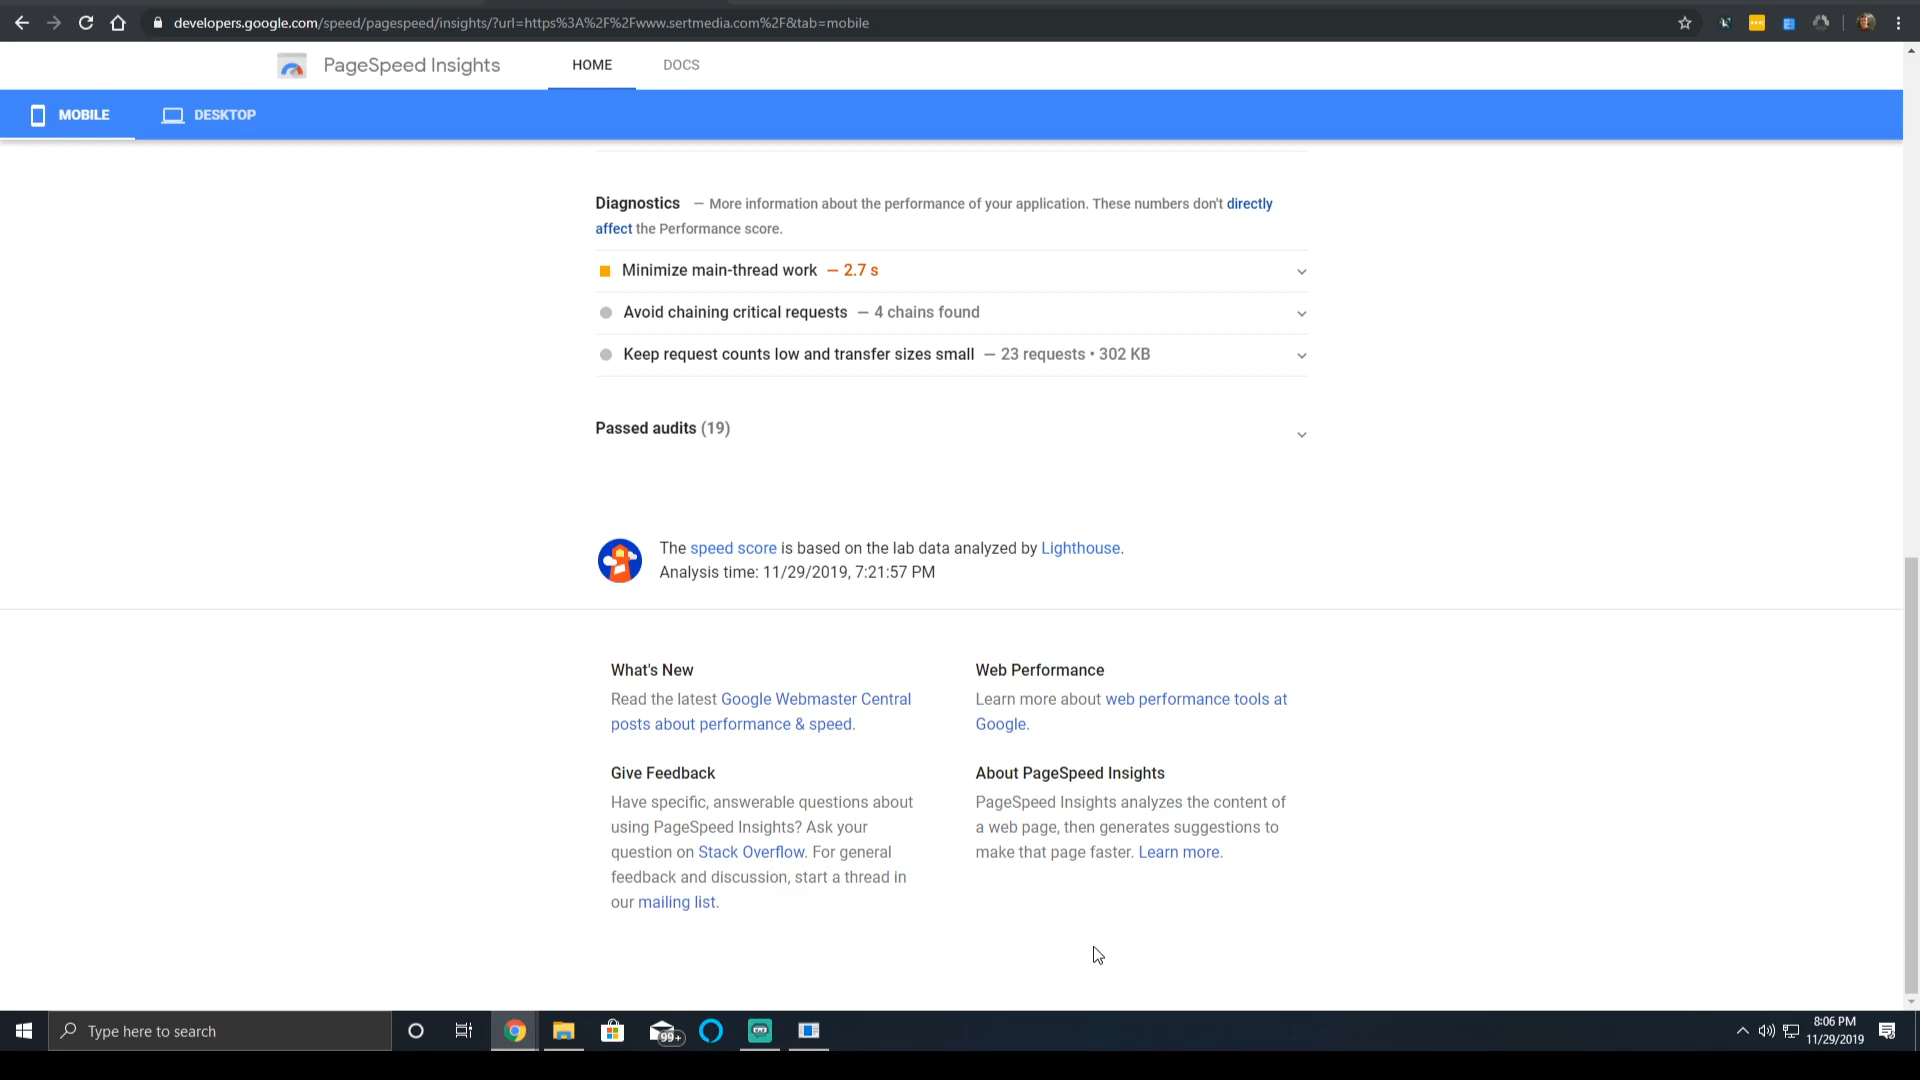 developers.google.com/speed/pagespeed/insights/?url=https%3A%2F%2Fwww.sertmedia.com%2F&tab=mobile
PageSpeed Insights HOME DOCS
MOBILE DESKTOP
Diagnostics — More information about the performance of your application. These numbers don't directly
affect the Performance score.
Minimize main-thread work — 2.7 s
Avoid chaining critical requests — 4 chains found
Keep request counts low and transfer sizes small — 23 requests • 302 KB
Passed audits (19)
The speed score is based on the lab data analyzed by Lighthouse.
Analysis time: 11/29/2019, 7:21:57 PM
What's New
Read the latest Google Webmaster Central
posts about performance & speed.
Web Performance
Learn more about web performance tools at
Google.
Give Feedback
Have specific, answerable questions about
using PageSpeed Insights? Ask your
question on Stack Overflow. For general
feedback and discussion, start a thread in
our mailing list.
About PageSpeed Insights
PageSpeed Insights analyzes the content of
a web page, then generates suggestions to
make that page faster. Learn more.
Type here to search
99+
8:06 PM
11/29/2019